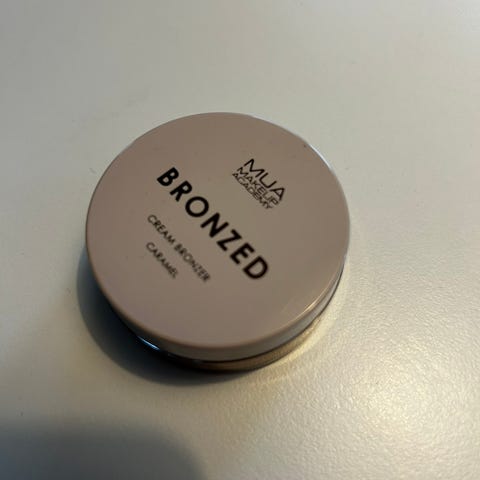 MUA
MAKEUP
ACADEMY
BRONZED
CREAM BRONZER
CARAMEL